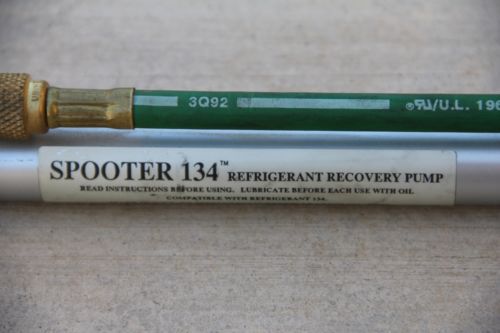 3Q92 ®/U.L. 196
SPOOTER 134™ REFRIGERANT RECOVERY PUMP
READ INSTRUCTIONS BEFORE USING. LUBRICATE BEFORE EACH USE WITH OIL.
COMPATIBLE WITH REFRIGERANT 134.